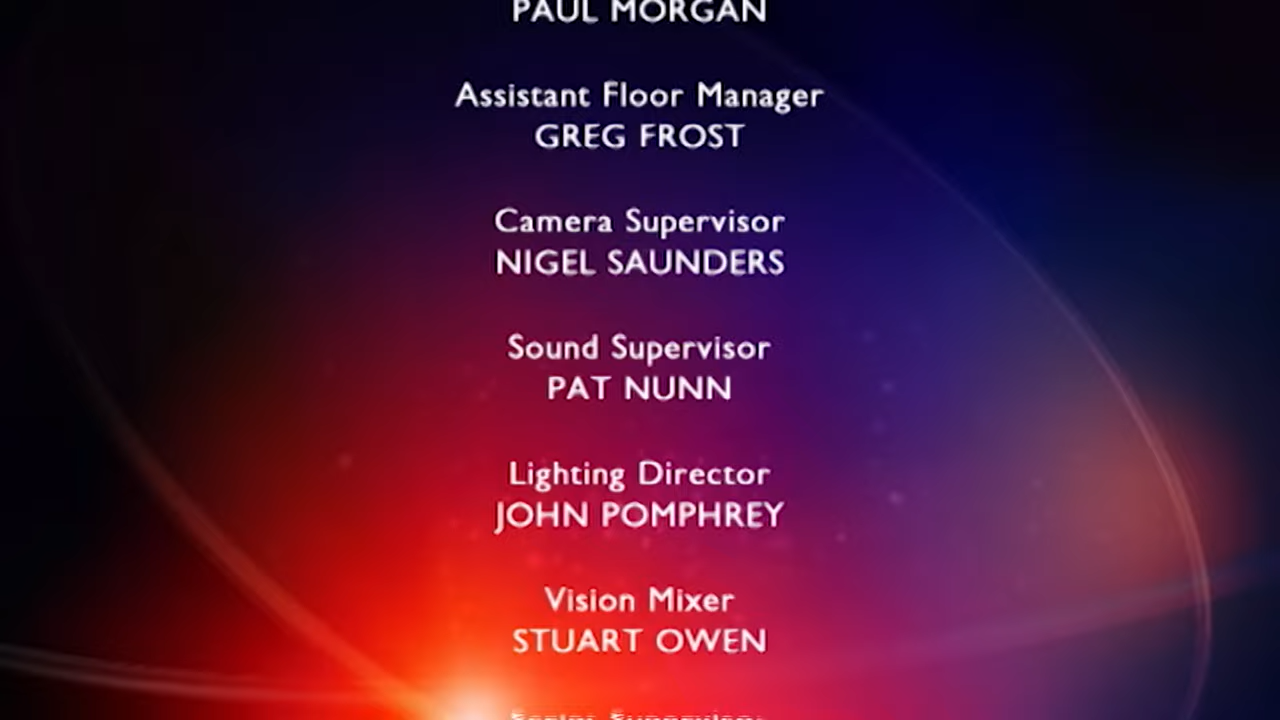 PAUL MORGAN
Assistant Floor Manager
GREG FROST
Camera Supervisor
NIGEL SAUNDERS
Sound Supervisor
PAT NUNN
Lighting Director
JOHN POMPHREY
Vision Mixer
STUART OWEN